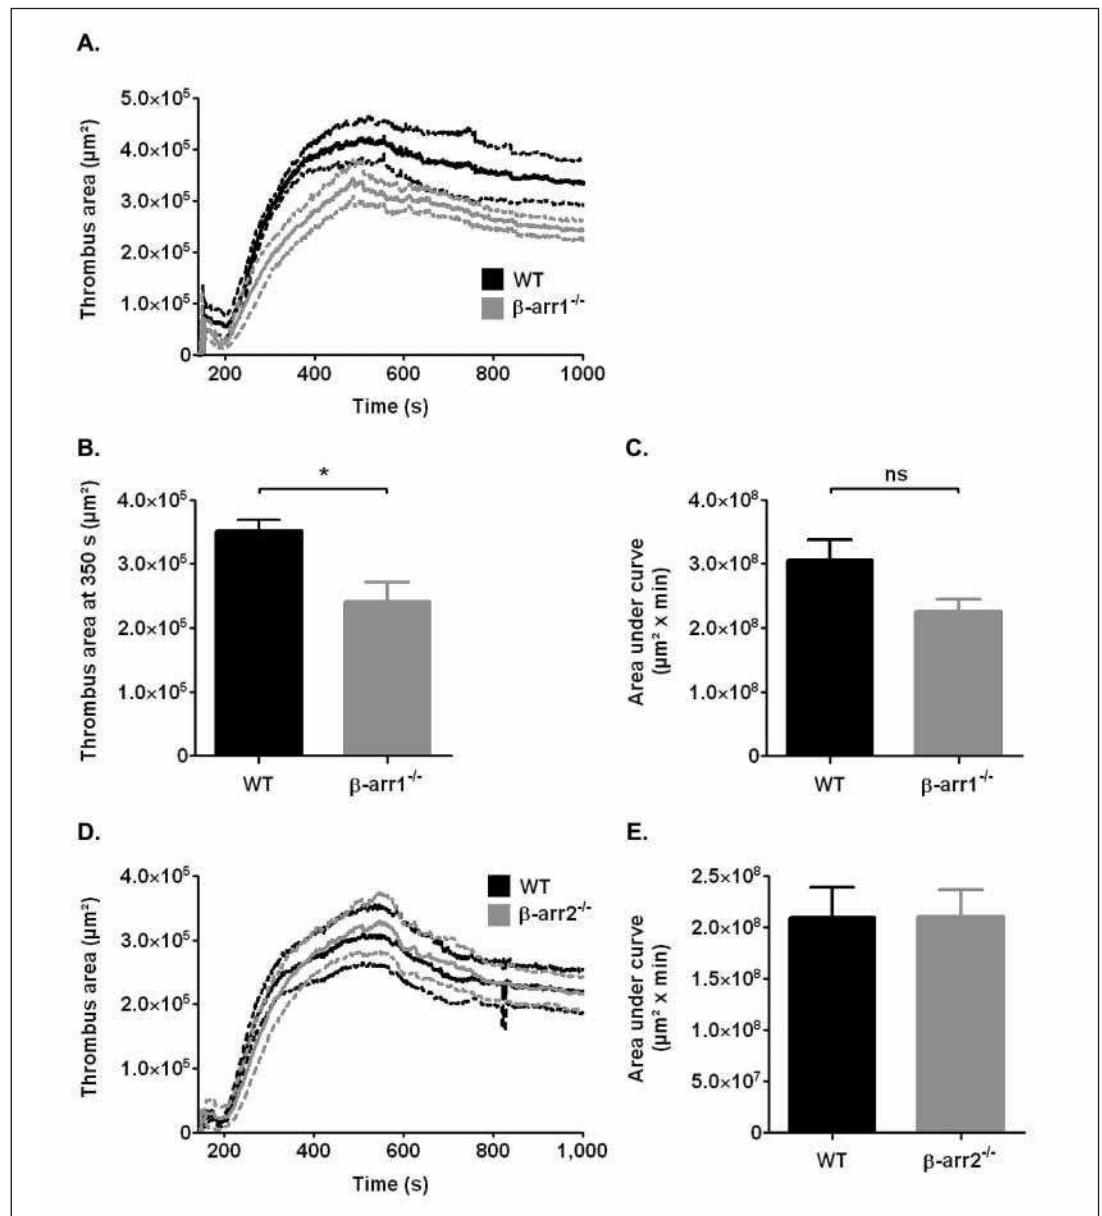 A.
Thrombus area (µm²)
5.0×10⁵
4.0×10⁵
3.0×10⁵
2.0×10⁵
1.0×10⁵
0
WT
β-arr1⁻/⁻
200 400 600 800 1000
Time (s)
B.
*
Thrombus area at 350 s (µm²)
4.0×10⁵
3.0×10⁵
2.0×10⁵
1.0×10⁵
0
WT β-arr1⁻/⁻
C.
ns
Area under curve
(µm² x min)
4.0×10⁸
3.0×10⁸
2.0×10⁸
1.0×10⁸
0
WT β-arr1⁻/⁻
D.
Thrombus area (µm²)
4.0×10⁵
3.0×10⁵
2.0×10⁵
1.0×10⁵
0
WT
β-arr2⁻/⁻
200 400 600 800 1,000
Time (s)
E.
Area under curve
(µm² x min)
2.5×10⁸
2.0×10⁸
1.5×10⁸
1.0×10⁸
5.0×10⁷
0
WT β-arr2⁻/⁻